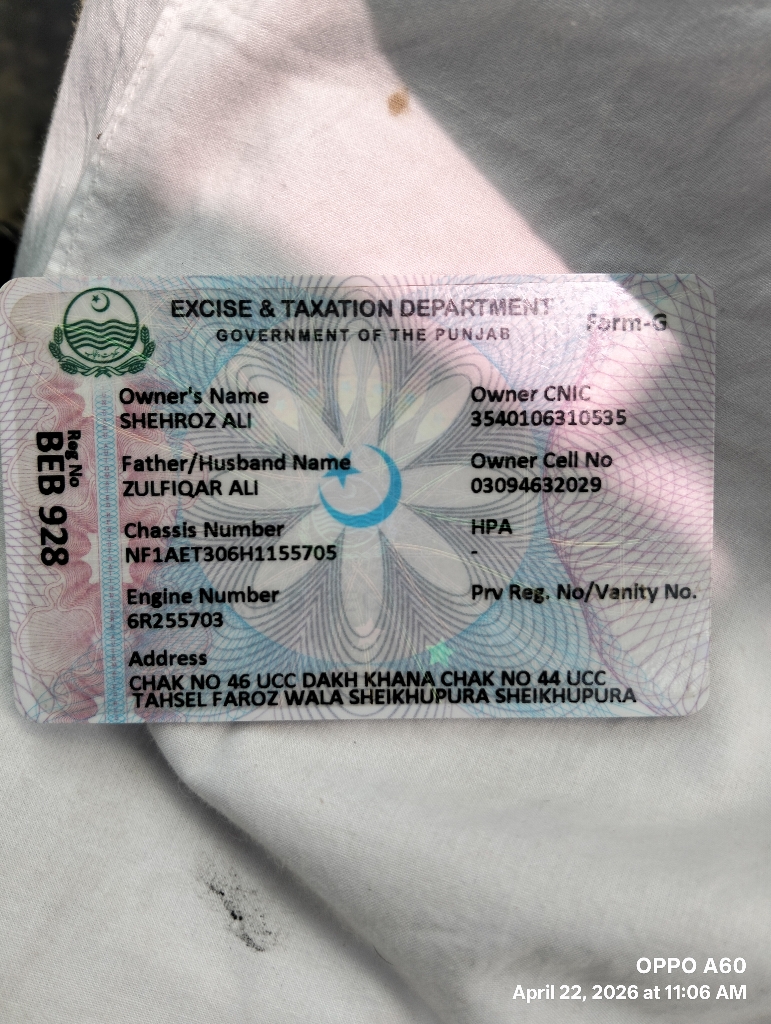 EXCISE & TAXATION DEPARTMENT
GOVERNMENT OF THE PUNJAB
Form-G
Reg No
BEB 928
Owner's Name
SHEHROZ ALI
Owner CNIC
3540106310535
Father/Husband Name
ZULFIQAR ALI
Owner Cell No
03094632029
Chassis Number
NF1AET306H1155705
HPA
-
Engine Number
6R255703
Prv Reg. No/Vanity No.
Address
CHAK NO 46 UCC DAKH KHANA CHAK NO 44 UCC
TAHSEL FAROZ WALA SHEIKHUPURA SHEIKHUPURA
OPPO A60
April 22, 2026 at 11:06 AM